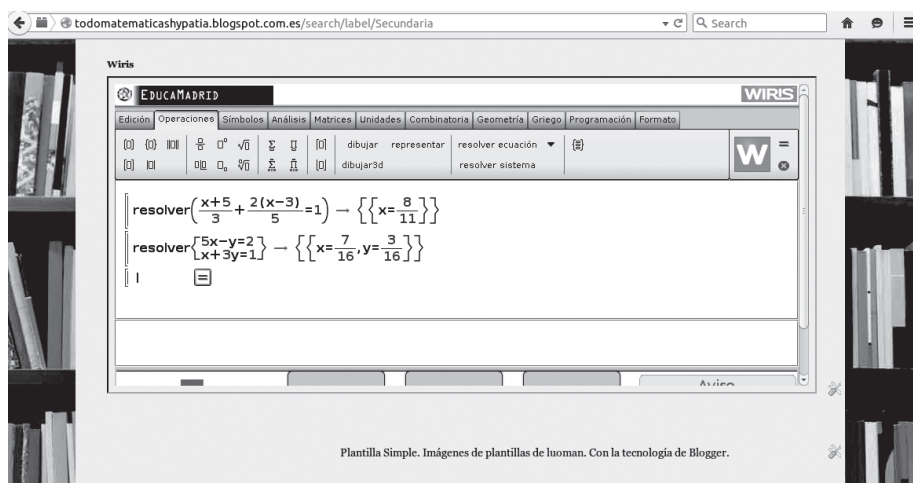 todomatematicashypatia.blogspot.com.es/search/label/Secundaria
Search
Wiris
EDUCAMADRID
WIRIS
Edición Operaciones Símbolos Análisis Matrices Unidades Combinatoria Geometría Griego Programación Formato
dibujar representar resolver ecuación
dibujar3d resolver sistema
W =
resolver(x+5/3+2(x−3)/5=1) → {{x=8/11}}
resolver{5x−y=2
x+3y=1} → {{x=7/16,y=3/16}}
=
Plantilla Simple. Imágenes de plantillas de luoman. Con la tecnología de Blogger.